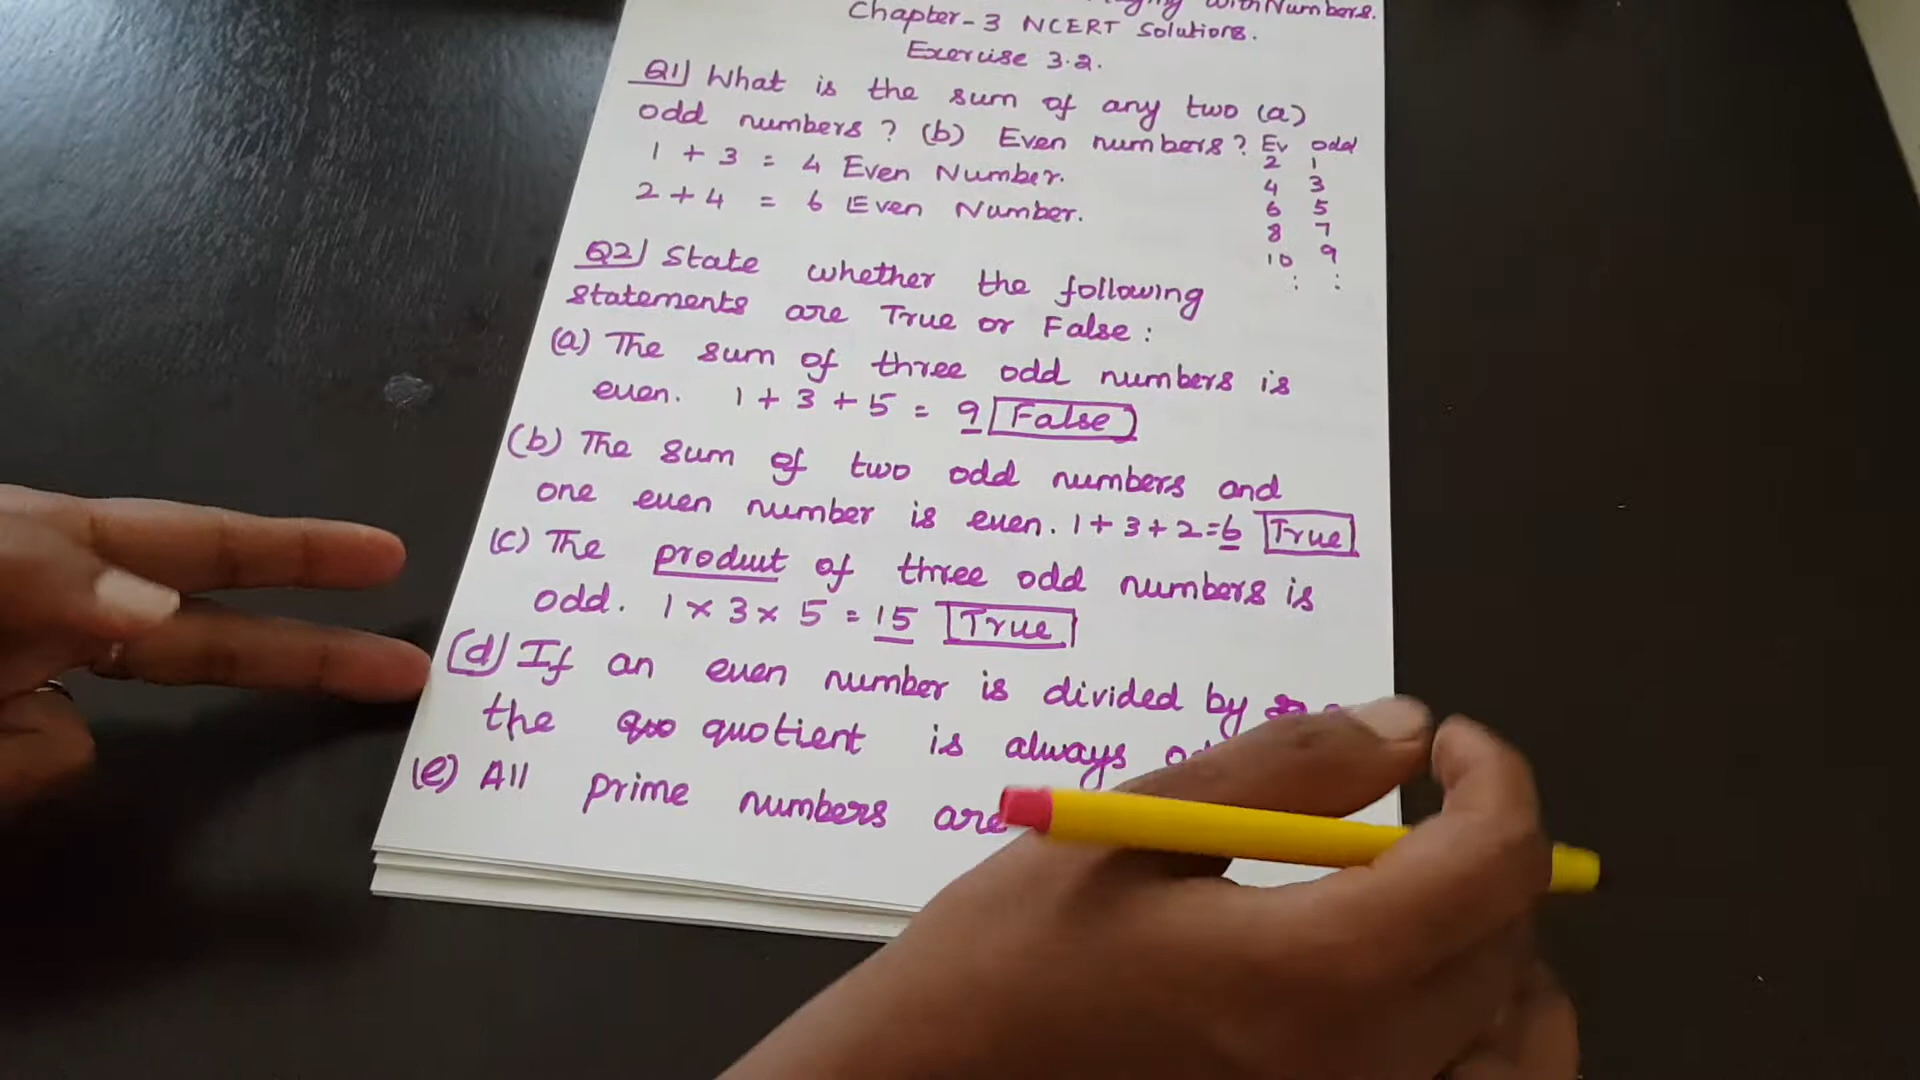 with Numbers.
Chapter-3 NCERT Solutions.
Exercise 3.2.
Q1) What is the sum of any two (a)
odd numbers? (b) Even numbers?
1 + 3 = 4 Even Number.
2 + 4 = 6 Even Number.
Ev odd
2 1
4 3
6 5
8 7
10 9
: :
Q2) State whether the following
statements are True or False:
(a) The sum of three odd numbers is
even. 1 + 3 + 5 = 9 False
(b) The sum of two odd numbers and
one even number is even. 1 + 3 + 2 = 6 True
(c) The product of three odd numbers is
odd. 1 × 3 × 5 = 15 True
(d) If an even number is divided by
the quo quotient is always
(e) All prime numbers are